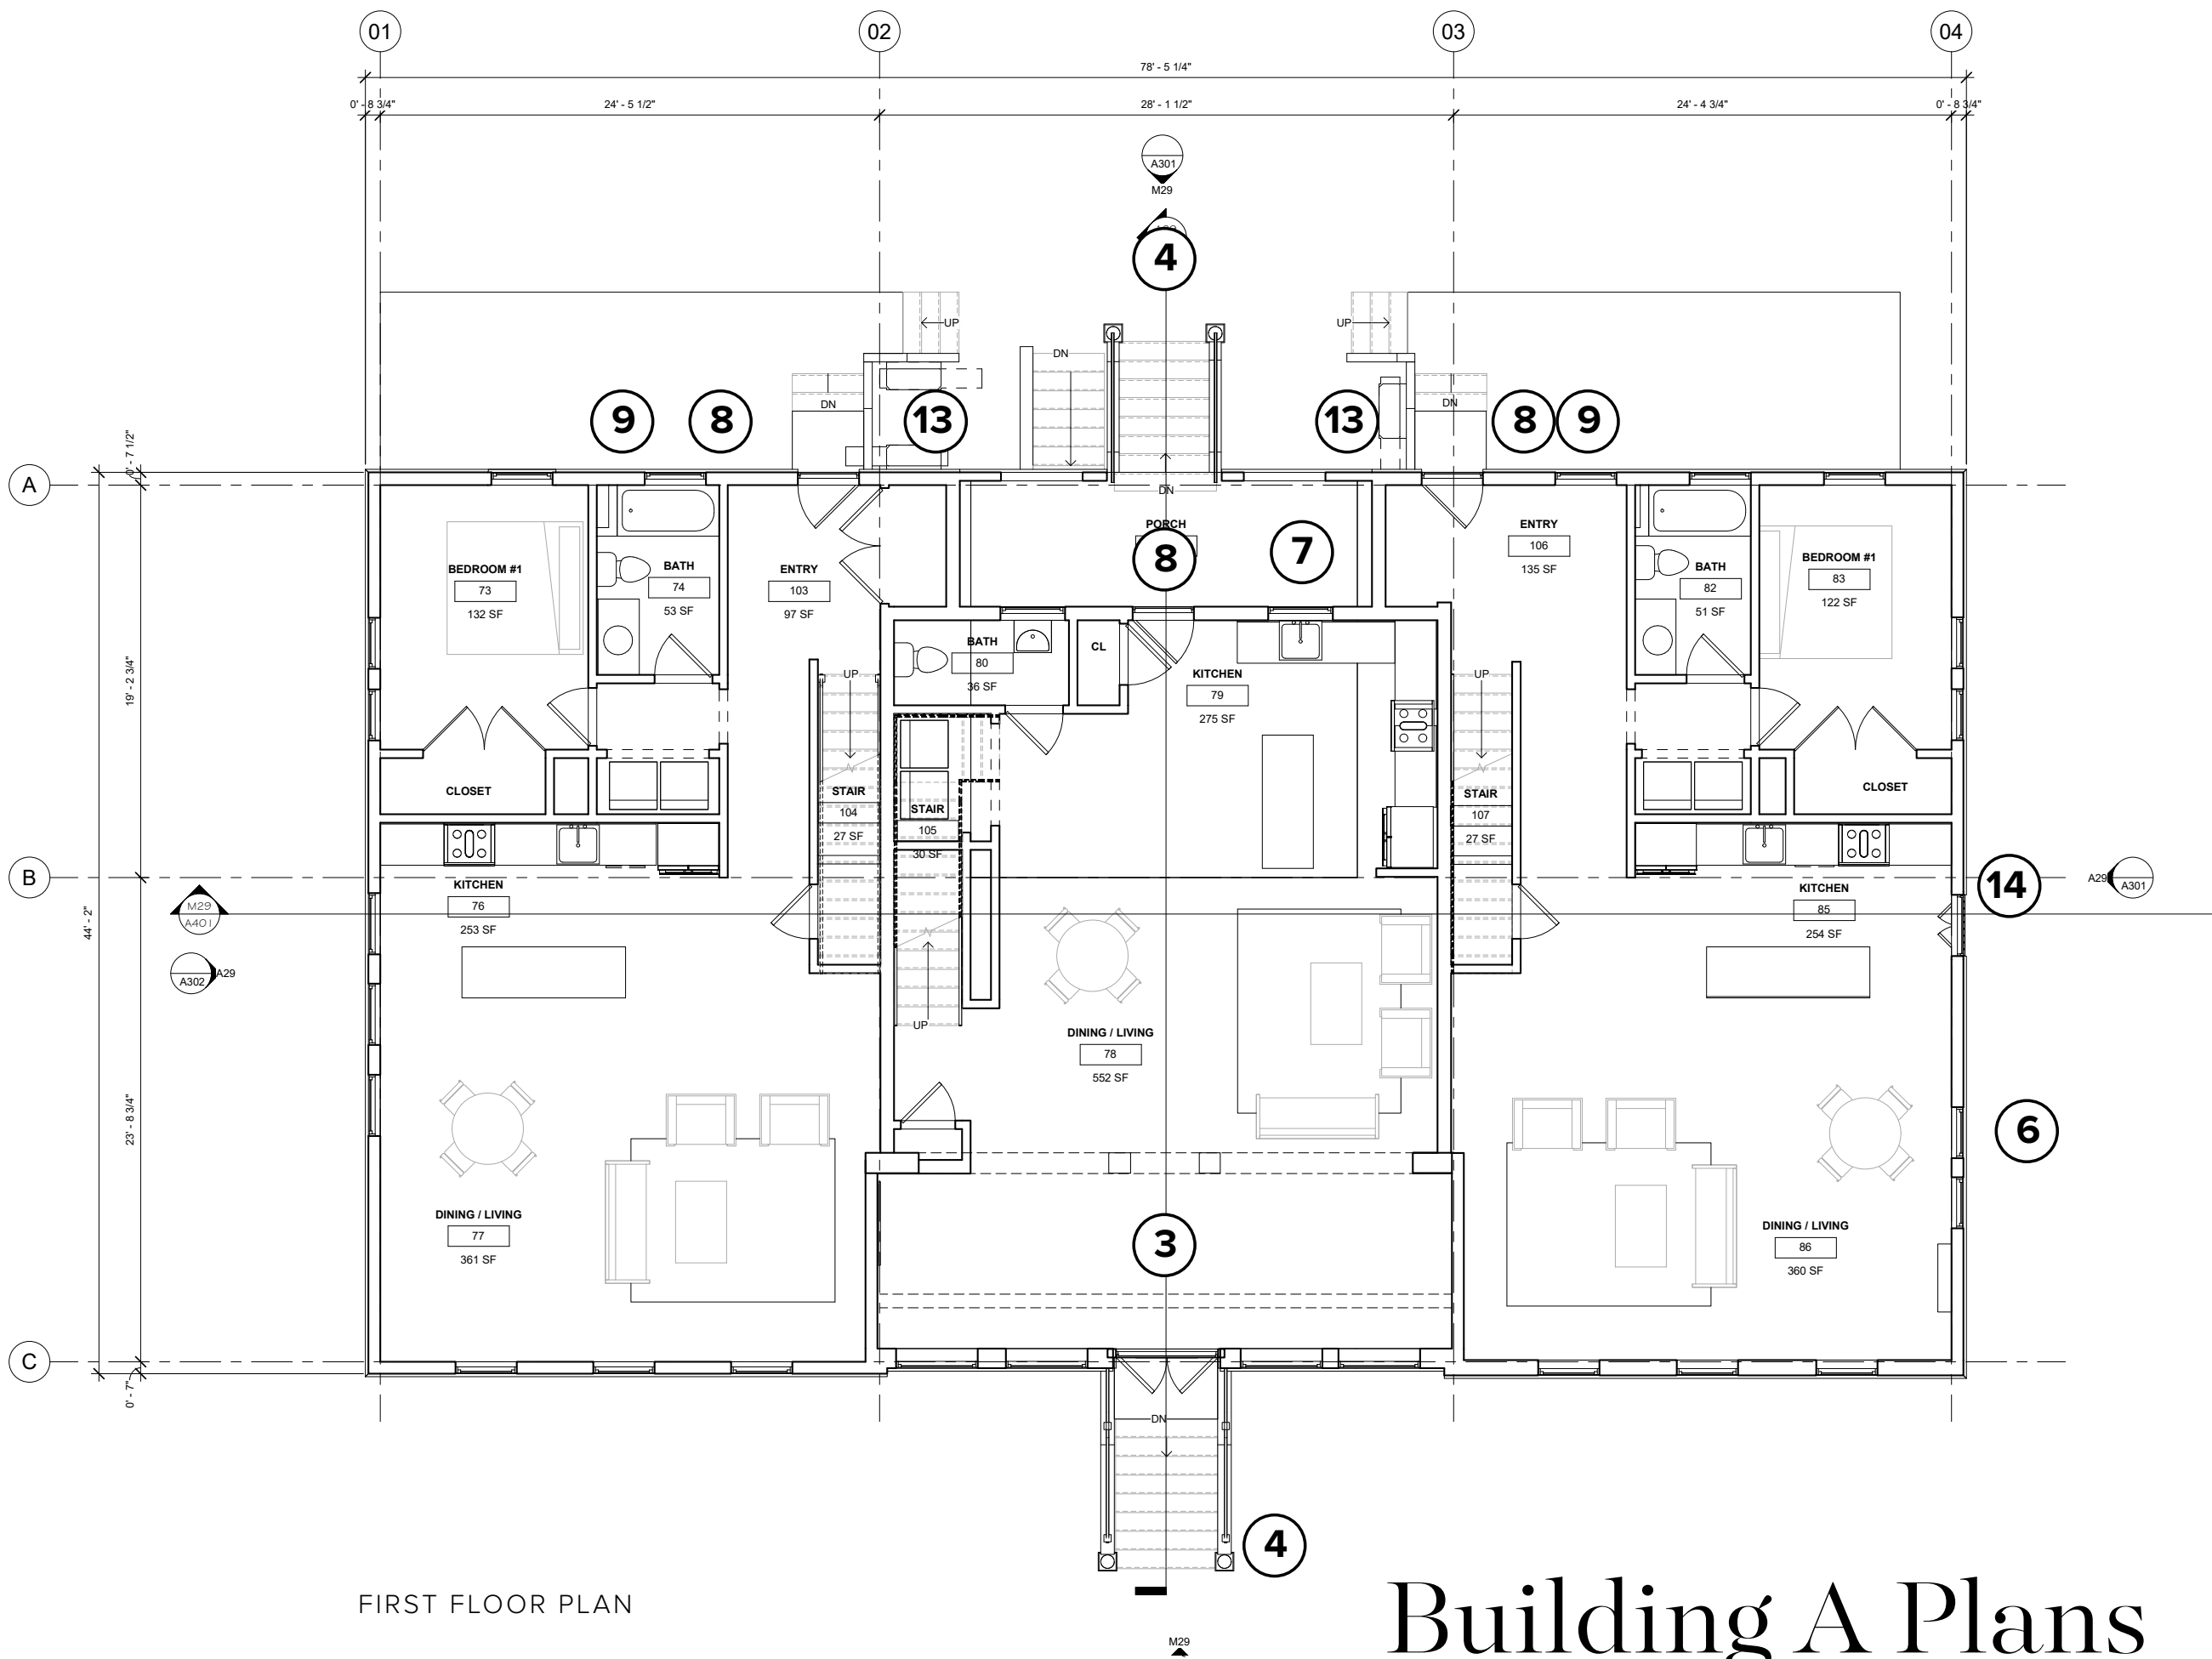 01 02 03 04
78' - 5 1/4"
0' - 8 3/4" 24' - 5 1/2" 28' - 1 1/2" 24' - 4 3/4" 0' - 8 3/4"
A301
M29
4
UP UP
DN
DN DN
9 8 13 13 8 9
0' - 7 1/2"
A
DN
PORCH
8 7
ENTRY
106
135 SF
BEDROOM #1
73
132 SF
BATH
74
53 SF
ENTRY
103
97 SF
BATH
82
51 SF
BEDROOM #1
83
122 SF
BATH
80
36 SF
CL
KITCHEN
79
275 SF
19' - 2 3/4"
UP UP
CLOSET
STAIR
104
27 SF
STAIR
105
30 SF
STAIR
107
27 SF
CLOSET
B
44' - 2"
M29
A401
KITCHEN
76
253 SF
KITCHEN
85
254 SF
14
A29
A301
A302
A29
UP
DINING / LIVING
78
552 SF
23' - 8 3/4"
6
DINING / LIVING
77
361 SF
3
DINING / LIVING
86
360 SF
C
0' - 7"
DN
4
FIRST FLOOR PLAN
Building A Plans
M29